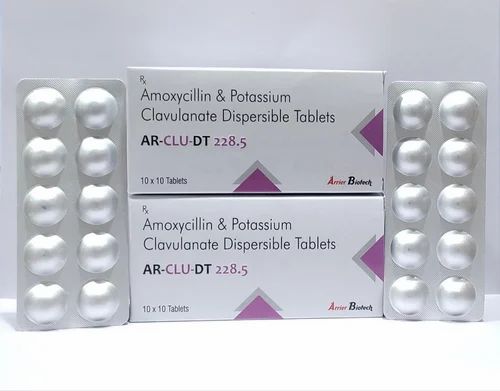 Rx
Amoxycillin & Potassium
Clavulanate Dispersible Tablets
AR-CLU-DT 228.5
10 x 10 Tablets
Arrier Biotech
Rx
Amoxycillin & Potassium
Clavulanate Dispersible Tablets
AR-CLU-DT 228.5
10 x 10 Tablets
Arrier Biotech